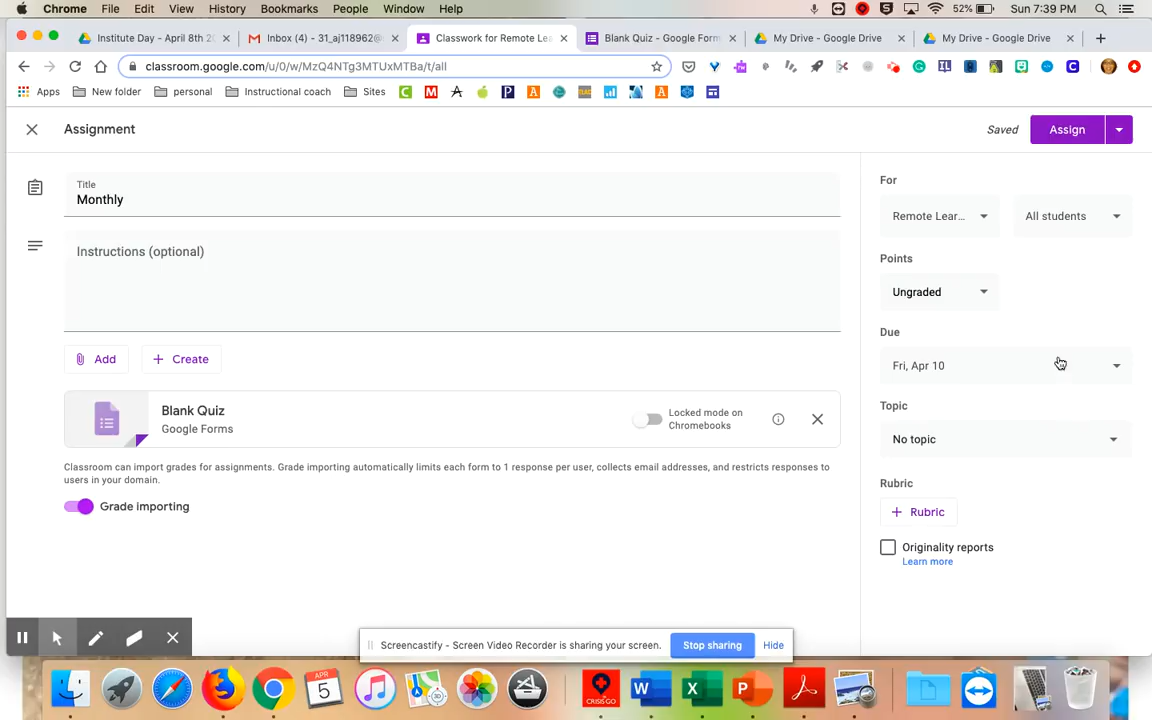 Chrome File Edit View History Bookmarks People Window Help 52% Sun 7:39 PM
Institute Day - April 8th 2 Inbox (4) - 31_aj118962@ Classwork for Remote Lea Blank Quiz - Google Form My Drive - Google Drive My Drive - Google Drive
classroom.google.com/u/0/w/MzQ4NTg3MTUxMTBa/t/all
Apps New folder personal Instructional coach Sites
Assignment Saved Assign
Title
Monthly
Instructions (optional)
Add Create
Blank Quiz
Google Forms
Locked mode on
Chromebooks
Classroom can import grades for assignments. Grade importing automatically limits each form to 1 response per user, collects email addresses, and restricts responses to
users in your domain.
Grade importing
For
Remote Lear... All students
Points
Ungraded
Due
Fri, Apr 10
Topic
No topic
Rubric
+ Rubric
Originality reports
Learn more
Screencastify - Screen Video Recorder is sharing your screen. Stop sharing Hide
APR
5
3D
CRISIS GO
W X P